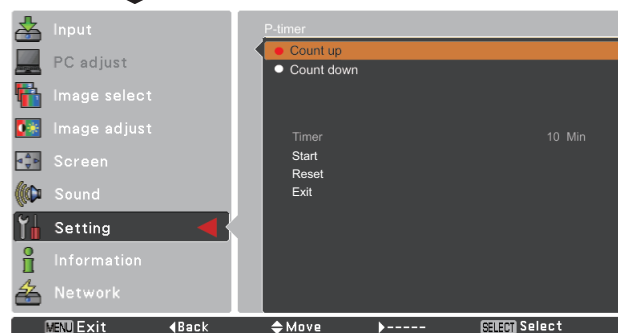 Input
PC adjust
Image select
Image adjust
Screen
Sound
Setting
Information
Network
P-timer
Count up
Count down
Timer 10 Min
Start
Reset
Exit
MENU Exit Back Move ----- SELECT Select